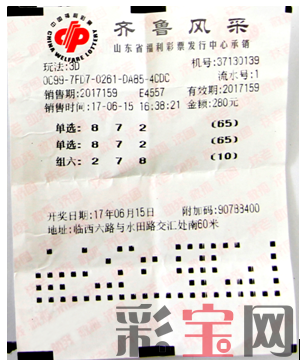 中国福利彩票
CHINA WELFARE LOTTERY
齐鲁风采
山东省福利彩票发行中心承销
玩法:3D
机号:37130139
0C99-7FD7-0261-DA85-4CDC
流水号:1
销售期:2017159 E4557 有效期:2017159
销售时间:17-06-15 16:38:21 金额:280元
单选: 8 7 2 (65)
单选: 8 7 2 (65)
组六: 2 7 8 (10)
开奖日期:17年06月15日 附加码:90788400
地址:临西六路与水田路交汇处南60米
彩宝网